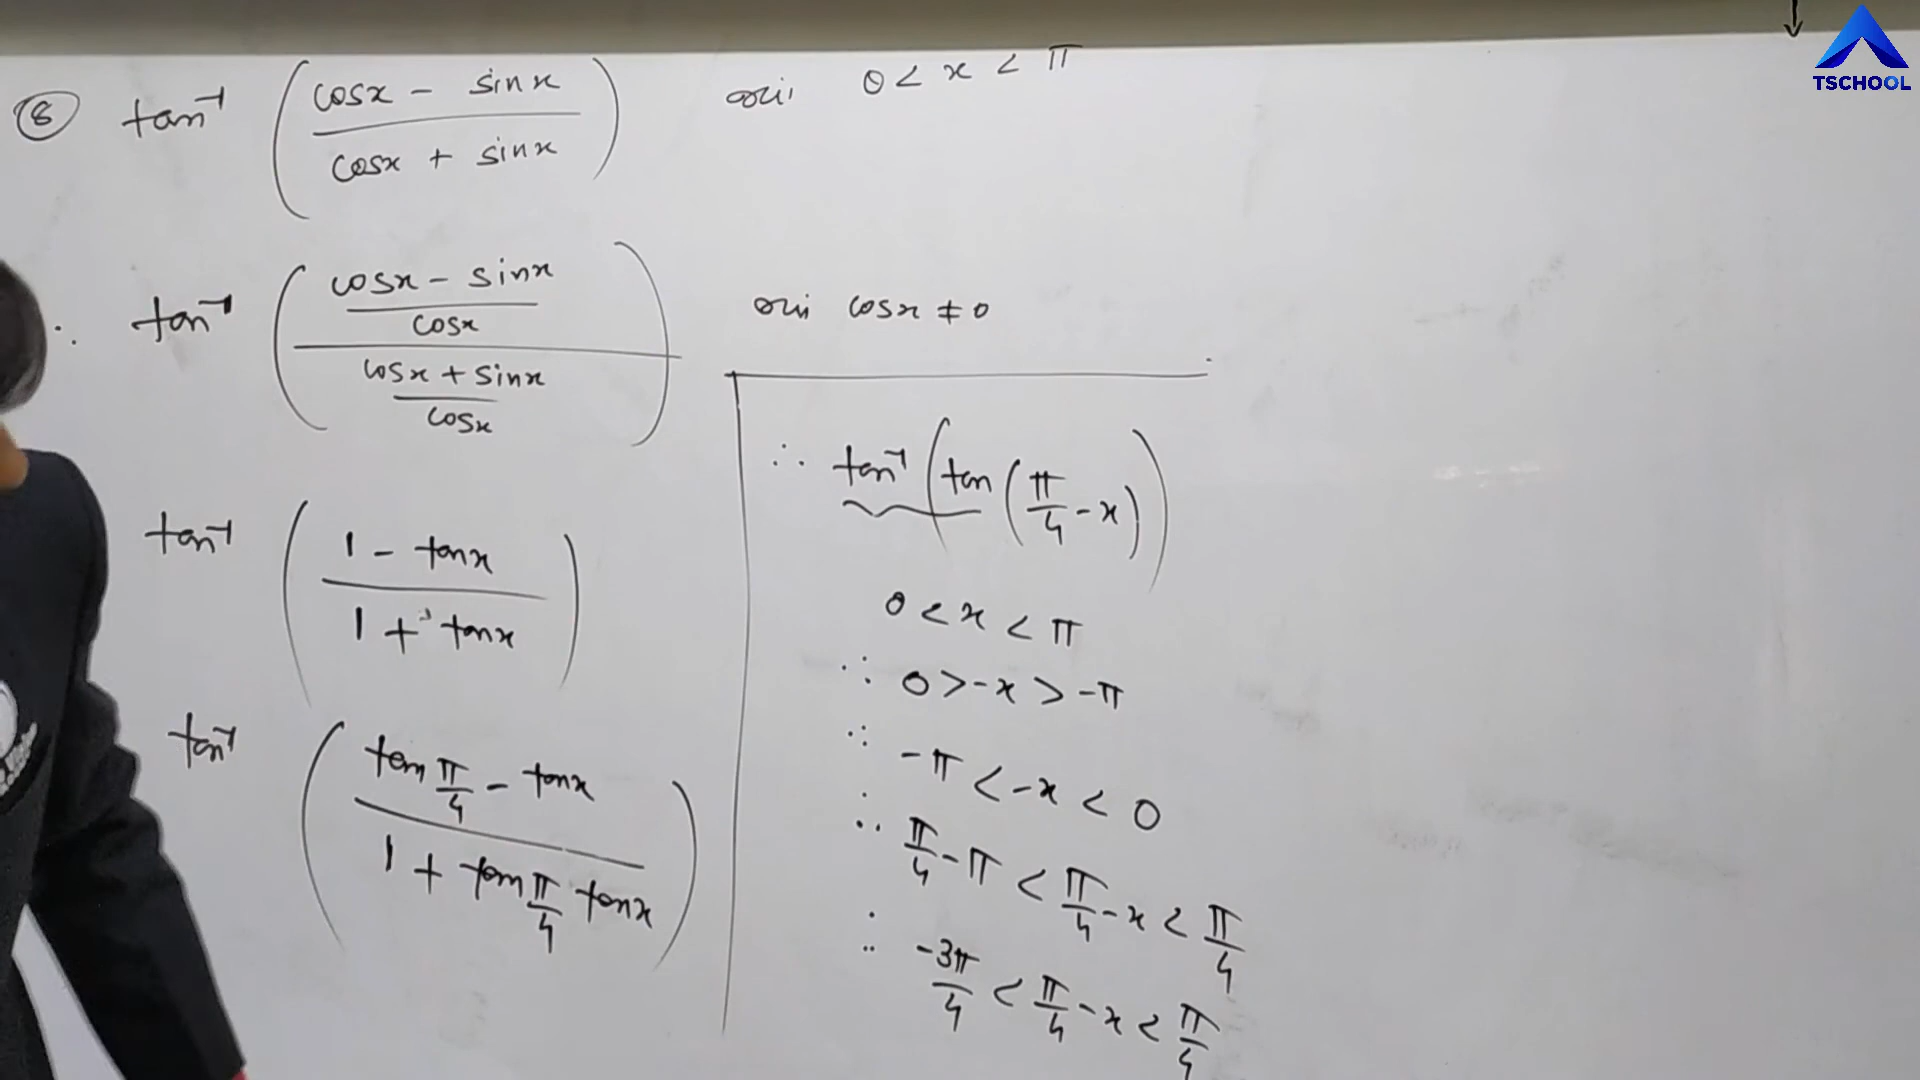 TSCHOOL
⑧ tan⁻¹ ((cosx - sinx)/(cosx + sinx)) 0 < x < π
∴ tan⁻¹ (((cosx - sinx)/cosx)/((cosx + sinx)/cosx)) cosx ≠ 0
tan⁻¹ ((1 - tanx)/(1 + tanx))
tan⁻¹ ((tan π/4 - tanx)/(1 + tan π/4 tanx))
∴ tan⁻¹ (tan (π/4 - x))
0 < x < π
∴ 0 > -x > -π
∴ -π < -x < 0
∴ π/4 - π < π/4 - x < π/4
∴ -3π/4 < π/4 - x < π/4